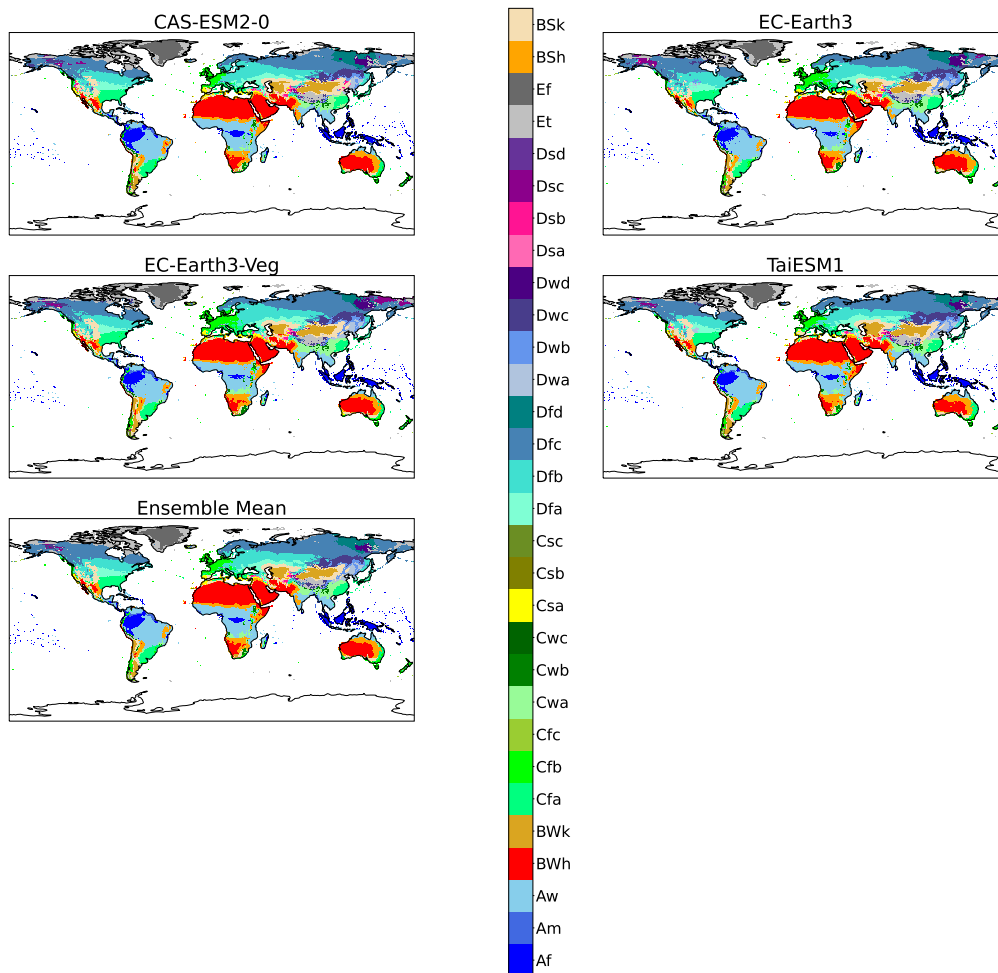 CAS-ESM2-0
EC-Earth3
EC-Earth3-Veg
TaiESM1
Ensemble Mean
BSk
BSh
Ef
Et
Dsd
Dsc
Dsb
Dsa
Dwd
Dwc
Dwb
Dwa
Dfd
Dfc
Dfb
Dfa
Csc
Csb
Csa
Cwc
Cwb
Cwa
Cfc
Cfb
Cfa
BWk
BWh
Aw
Am
Af